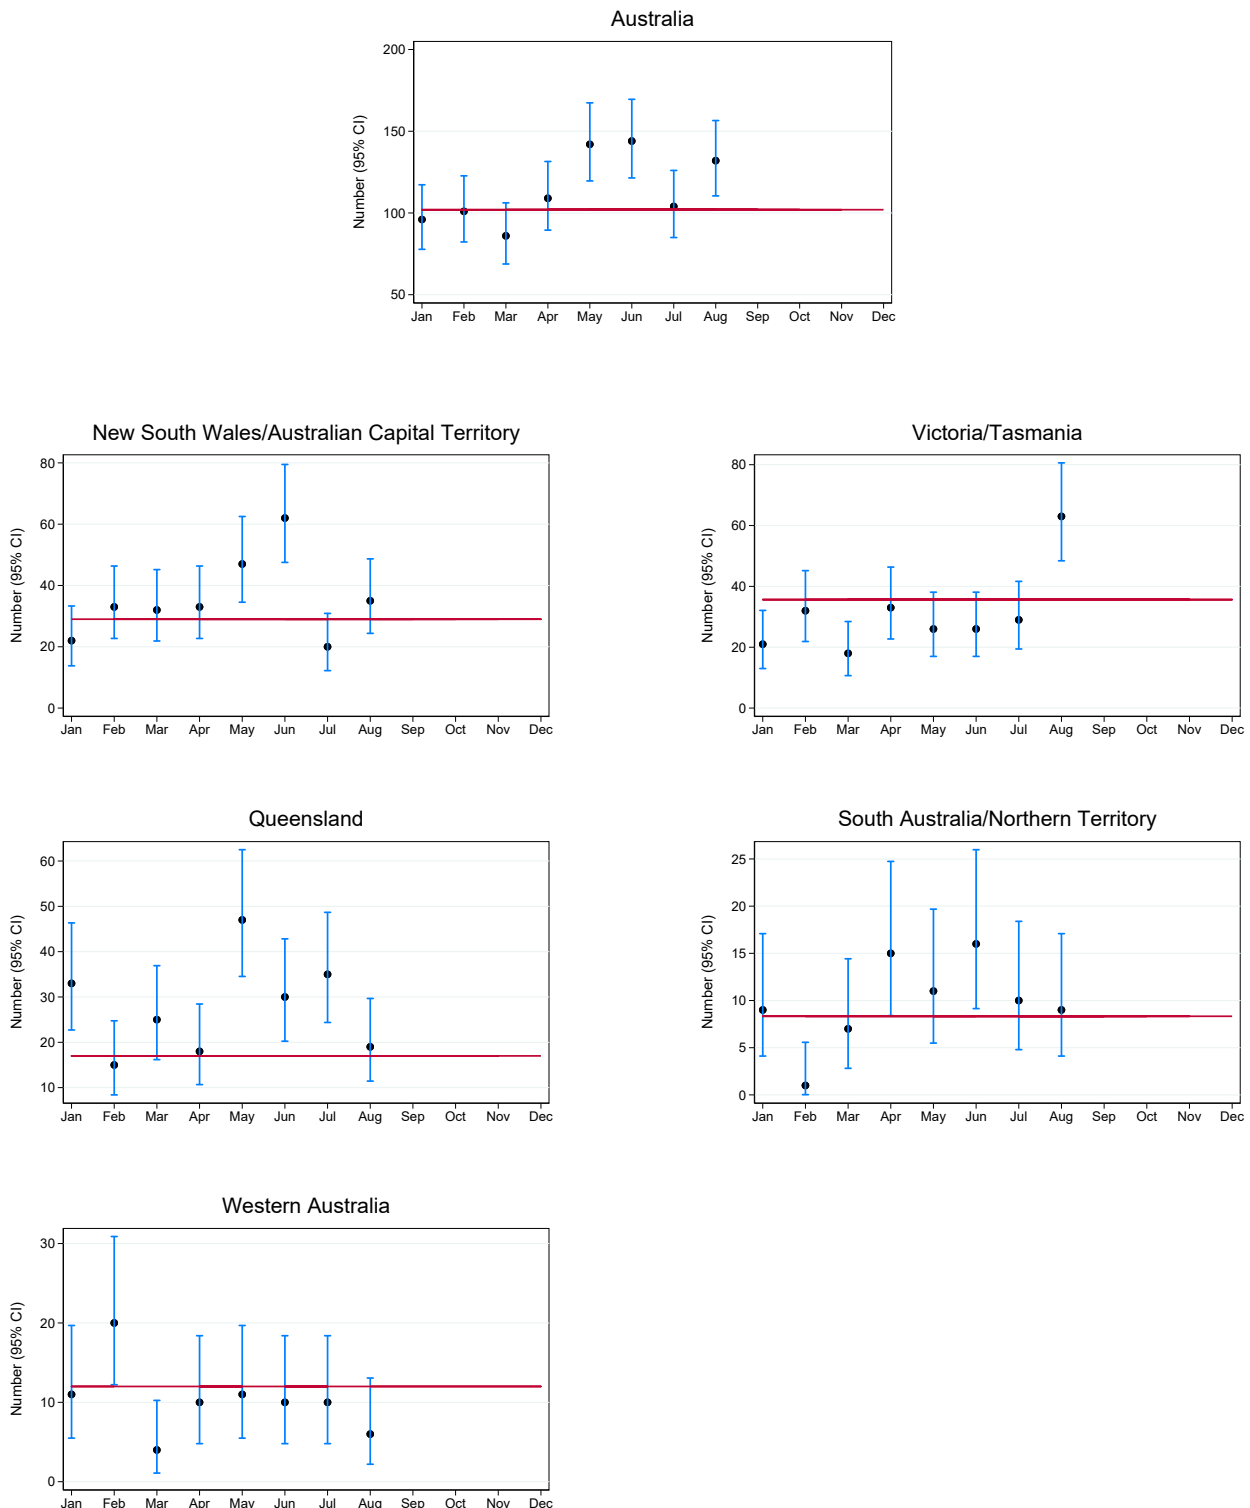 Australia
Number (95% CI)
200
150
100
50
Jan Feb Mar Apr May Jun Jul Aug Sep Oct Nov Dec
New South Wales/Australian Capital Territory
Number (95% CI)
80
60
40
20
0
Jan Feb Mar Apr May Jun Jul Aug Sep Oct Nov Dec
Victoria/Tasmania
Number (95% CI)
80
60
40
20
0
Jan Feb Mar Apr May Jun Jul Aug Sep Oct Nov Dec
Queensland
Number (95% CI)
60
50
40
30
20
10
Jan Feb Mar Apr May Jun Jul Aug Sep Oct Nov Dec
South Australia/Northern Territory
Number (95% CI)
25
20
15
10
5
0
Jan Feb Mar Apr May Jun Jul Aug Sep Oct Nov Dec
Western Australia
Number (95% CI)
30
20
10
0
Jan Feb Mar Apr May Jun Jul Aug Sep Oct Nov Dec